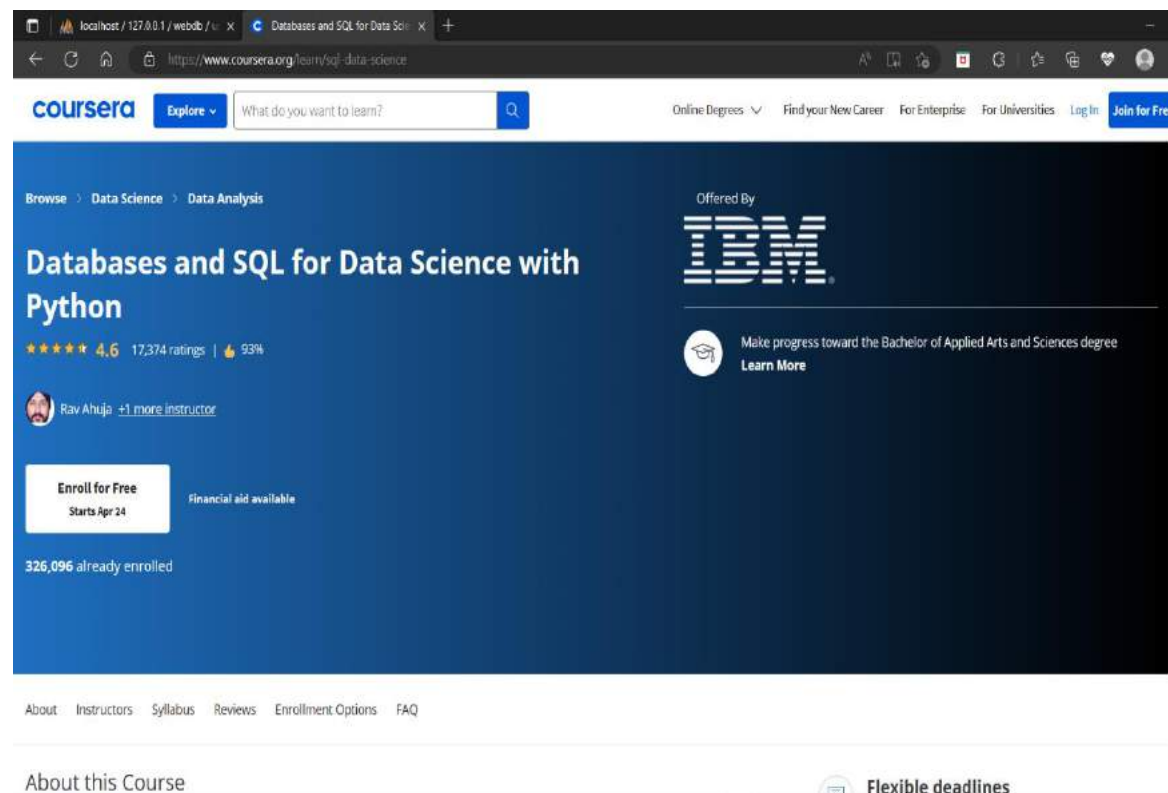 localhost / 127.0.0.1 / webdb / u
Databases and SQL for Data Scie
https://www.coursera.org/learn/sql-data-science
coursera
Explore
What do you want to learn?
Online Degrees
Find your New Career
For Enterprise
For Universities
Log In
Join for Fre
Browse > Data Science > Data Analysis
Offered By
IBM
Databases and SQL for Data Science with
Python
4.6 17,374 ratings | 93%
Make progress toward the Bachelor of Applied Arts and Sciences degree
Learn More
Rav Ahuja +1 more instructor
Enroll for Free
Starts Apr 24
Financial aid available
326,096 already enrolled
About Instructors Syllabus Reviews Enrollment Options FAQ
About this Course
Flexible deadlines